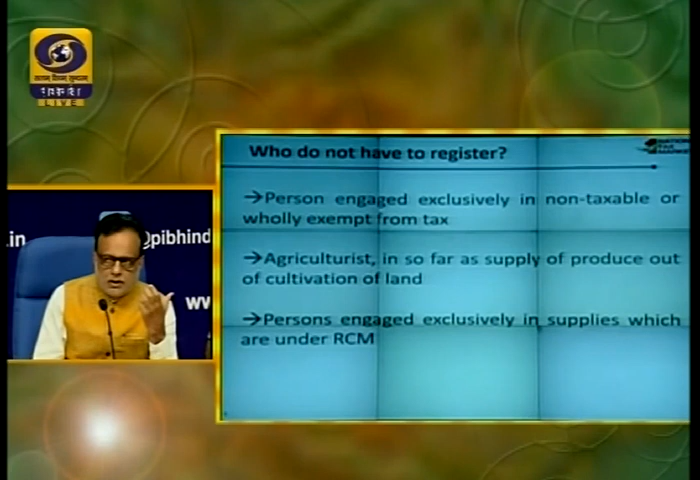 LIVE
Who do not have to register?
→Person engaged exclusively in non-taxable or
wholly exempt from tax
→Agriculturist, in so far as supply of produce out
of cultivation of land
→Persons engaged exclusively in supplies which
are under RCM
.in
@pibhind
ww